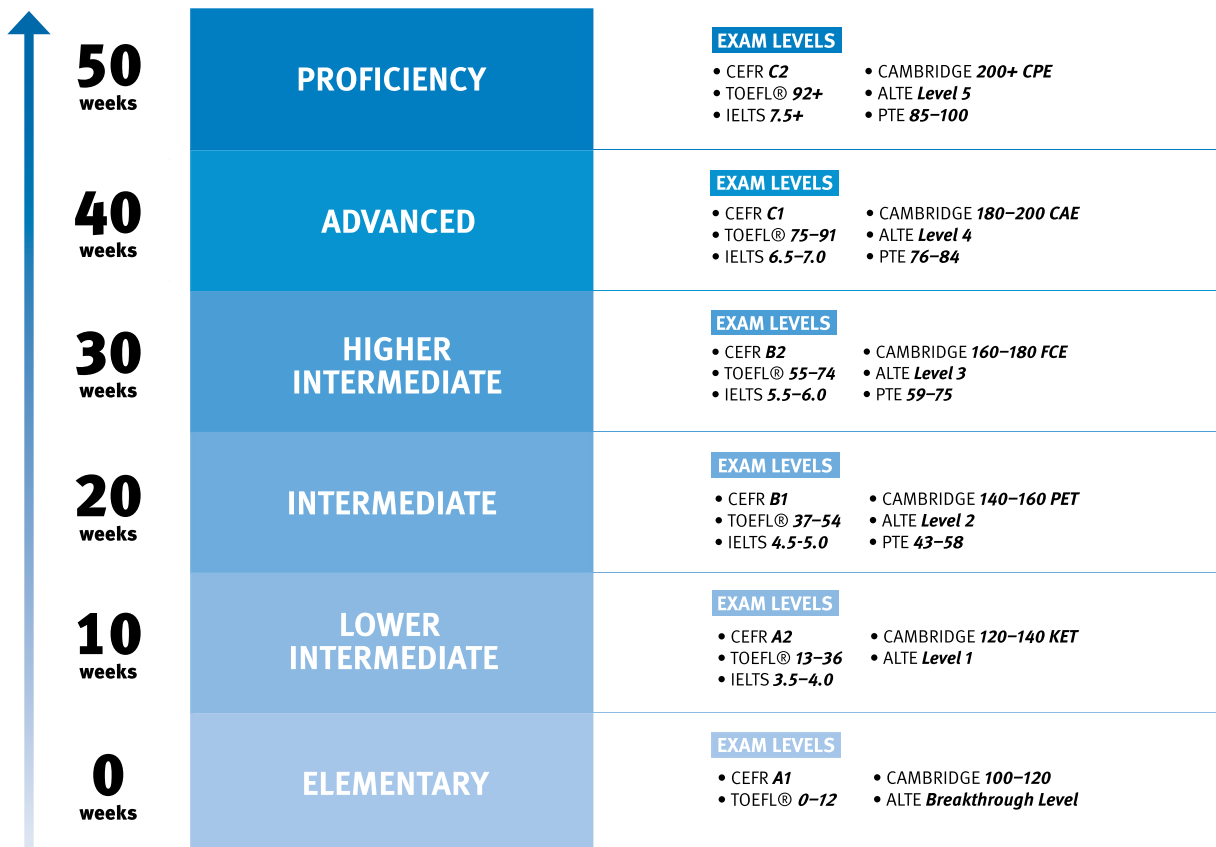 50
weeks
PROFICIENCY
EXAM LEVELS
• CEFR C2
• TOEFL® 92+
• IELTS 7.5+
• CAMBRIDGE 200+ CPE
• ALTE Level 5
• PTE 85–100
40
weeks
ADVANCED
EXAM LEVELS
• CEFR C1
• TOEFL® 75–91
• IELTS 6.5–7.0
• CAMBRIDGE 180–200 CAE
• ALTE Level 4
• PTE 76–84
30
weeks
HIGHER
INTERMEDIATE
EXAM LEVELS
• CEFR B2
• TOEFL® 55–74
• IELTS 5.5–6.0
• CAMBRIDGE 160–180 FCE
• ALTE Level 3
• PTE 59–75
20
weeks
INTERMEDIATE
EXAM LEVELS
• CEFR B1
• TOEFL® 37–54
• IELTS 4.5-5.0
• CAMBRIDGE 140–160 PET
• ALTE Level 2
• PTE 43–58
10
weeks
LOWER
INTERMEDIATE
EXAM LEVELS
• CEFR A2
• TOEFL® 13–36
• IELTS 3.5–4.0
• CAMBRIDGE 120–140 KET
• ALTE Level 1
0
weeks
ELEMENTARY
EXAM LEVELS
• CEFR A1
• TOEFL® 0–12
• CAMBRIDGE 100–120
• ALTE Breakthrough Level